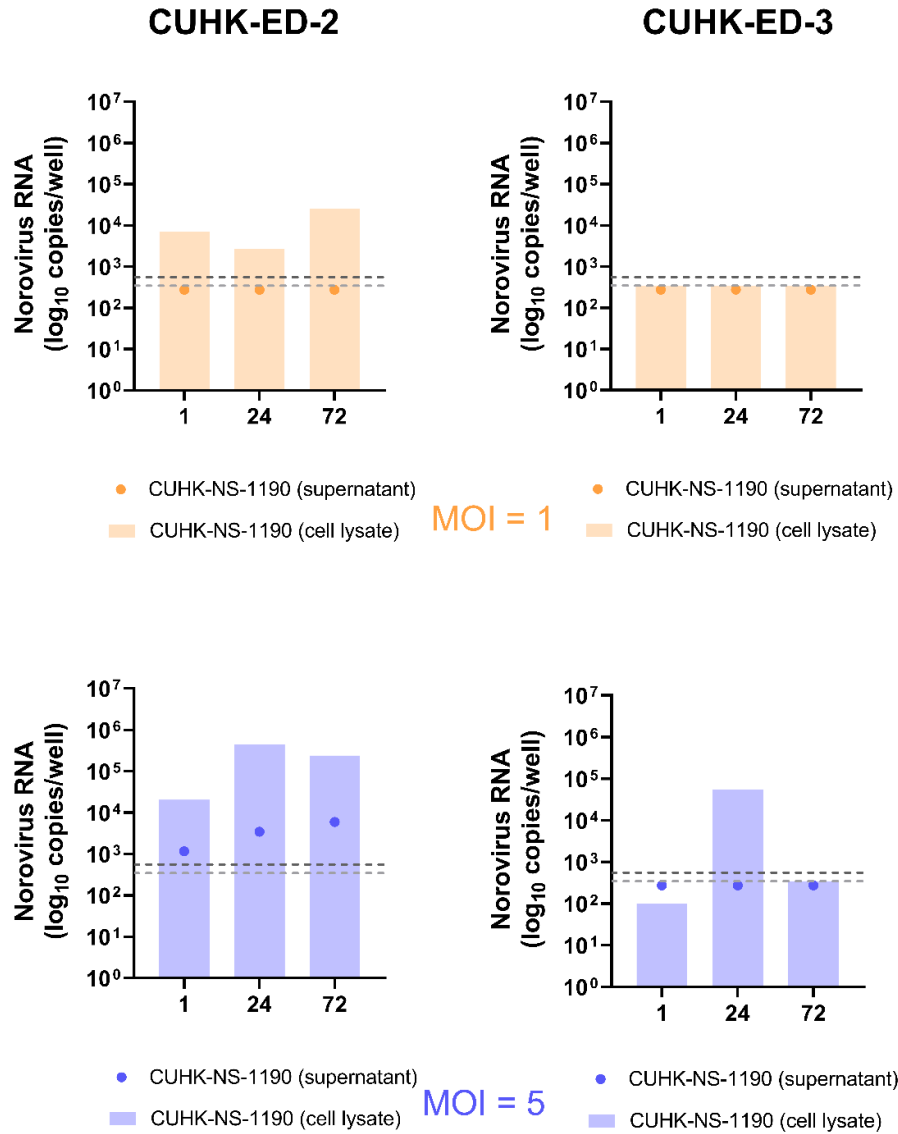 CUHK-ED-2
CUHK-ED-3
Norovirus RNA
(log₁₀ copies/well)
10⁷
10⁶
10⁵
10⁴
10³
10²
10¹
10⁰
1 24 72
Norovirus RNA
(log₁₀ copies/well)
10⁷
10⁶
10⁵
10⁴
10³
10²
10¹
10⁰
1 24 72
CUHK-NS-1190 (supernatant)
CUHK-NS-1190 (cell lysate)
MOI = 1
CUHK-NS-1190 (supernatant)
CUHK-NS-1190 (cell lysate)
Norovirus RNA
(log₁₀ copies/well)
10⁷
10⁶
10⁵
10⁴
10³
10²
10¹
10⁰
1 24 72
Norovirus RNA
(log₁₀ copies/well)
10⁷
10⁶
10⁵
10⁴
10³
10²
10¹
10⁰
1 24 72
CUHK-NS-1190 (supernatant)
CUHK-NS-1190 (cell lysate)
MOI = 5
CUHK-NS-1190 (supernatant)
CUHK-NS-1190 (cell lysate)